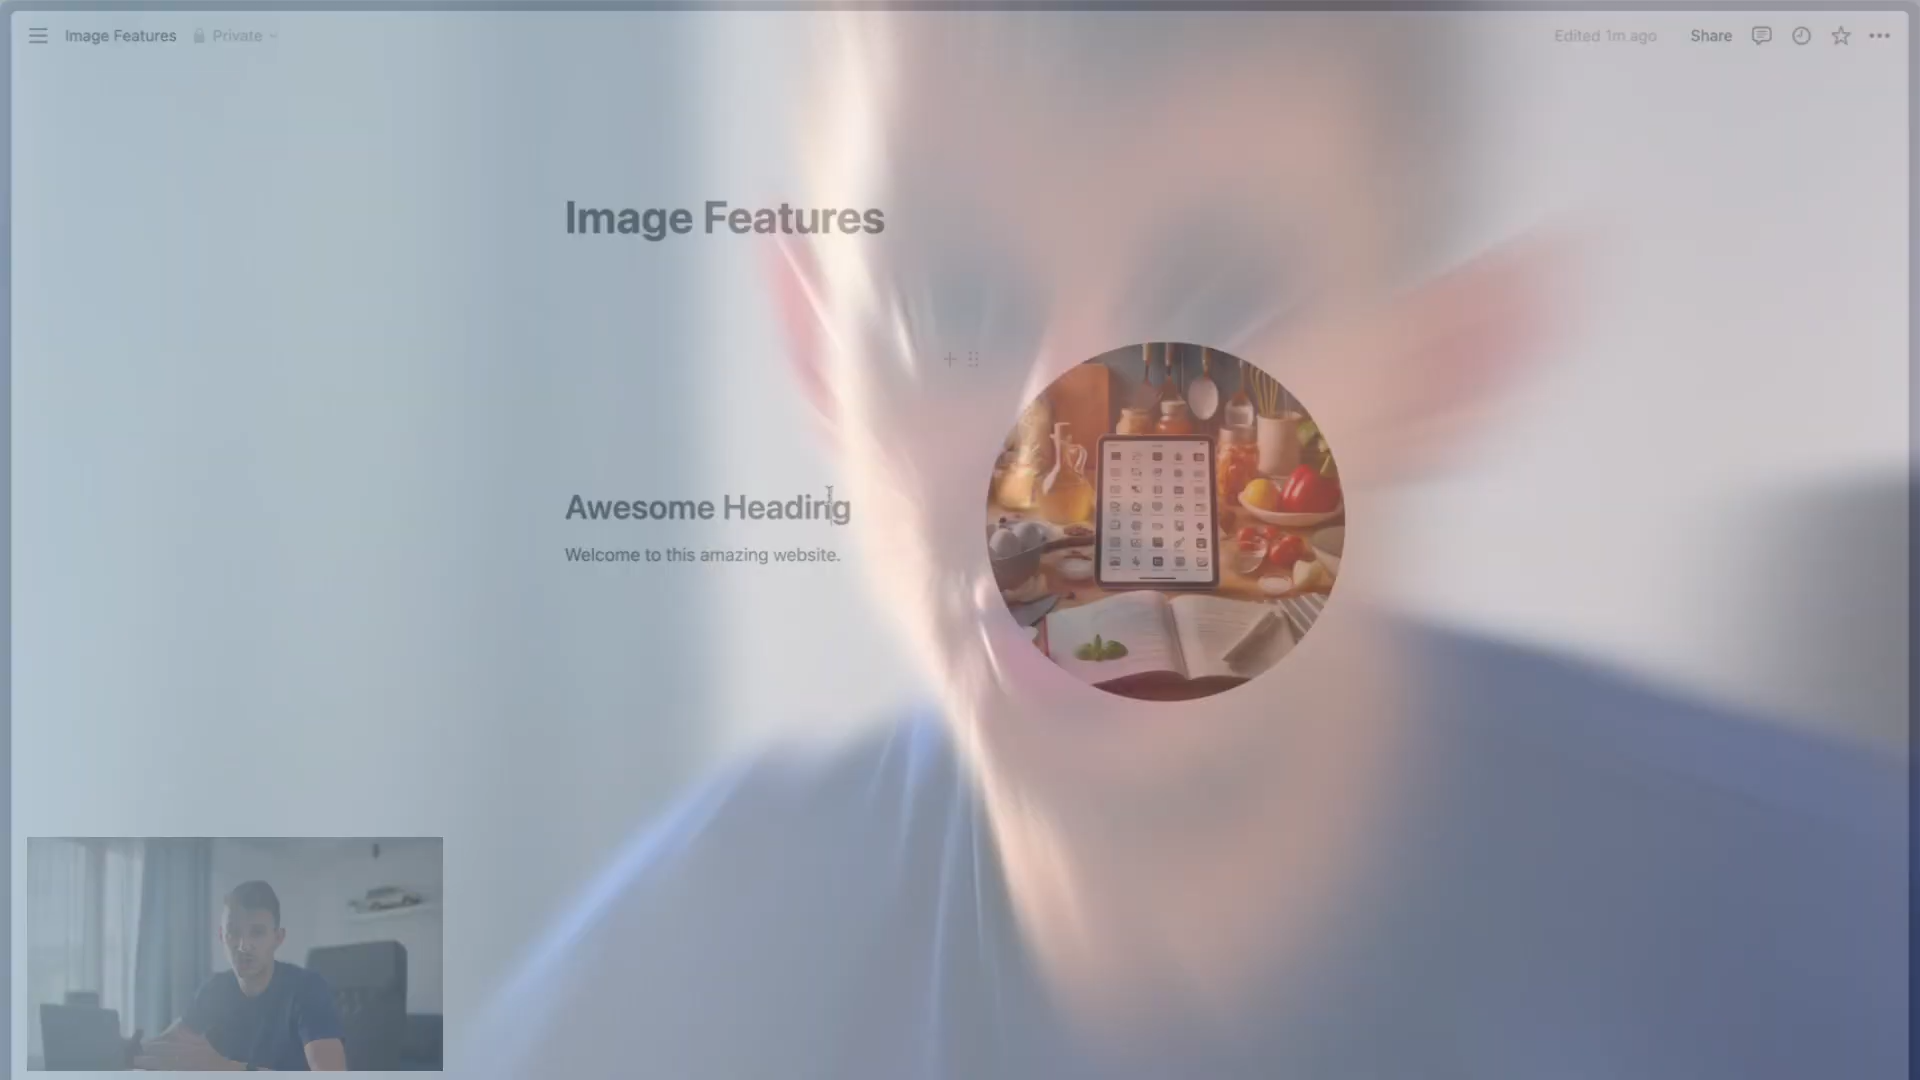 Image Features Private Edited 1m ago Share
Image Features
Awesome Heading
Welcome to this amazing website.